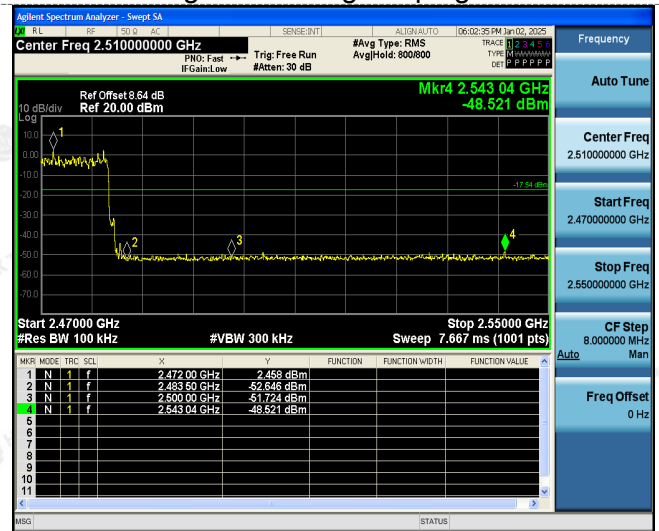 Agilent Spectrum Analyzer - Swept SA
RL RF 50 Ω AC SENSE:INT ALIGN AUTO 06:02:35 PM Jan 02, 2025
Center Freq 2.510000000 GHz
#Avg Type: RMS
TRACE 1 2 3 4 5 6
PNO: Fast
Trig: Free Run
Avg|Hold: 800/800
TYPE
IFGain:Low
#Atten: 30 dB
DET P P P P P P
Mkr4 2.543 04 GHz
-48.521 dBm
Ref Offset 8.64 dB
10 dB/div Ref 20.00 dBm
Log
10.0
0.00
-10.0
-20.0
-30.0
-40.0
-50.0
-60.0
-70.0
1
2
3
4
-17.54 dBm
Start 2.47000 GHz Stop 2.55000 GHz
#Res BW 100 kHz #VBW 300 kHz Sweep 7.667 ms (1001 pts)
MKR MODE TRC SCL X Y FUNCTION FUNCTION WIDTH FUNCTION VALUE
1 N 1 f 2.472 00 GHz 2.458 dBm
2 N 1 f 2.483 50 GHz -52.646 dBm
3 N 1 f 2.500 00 GHz -51.724 dBm
4 N 1 f 2.543 04 GHz -48.521 dBm
5
6
7
8
9
10
11
MSG STATUS
Frequency
Auto Tune
Center Freq
2.510000000 GHz
Start Freq
2.470000000 GHz
Stop Freq
2.550000000 GHz
CF Step
8.000000 MHz
Auto Man
Freq Offset
0 Hz